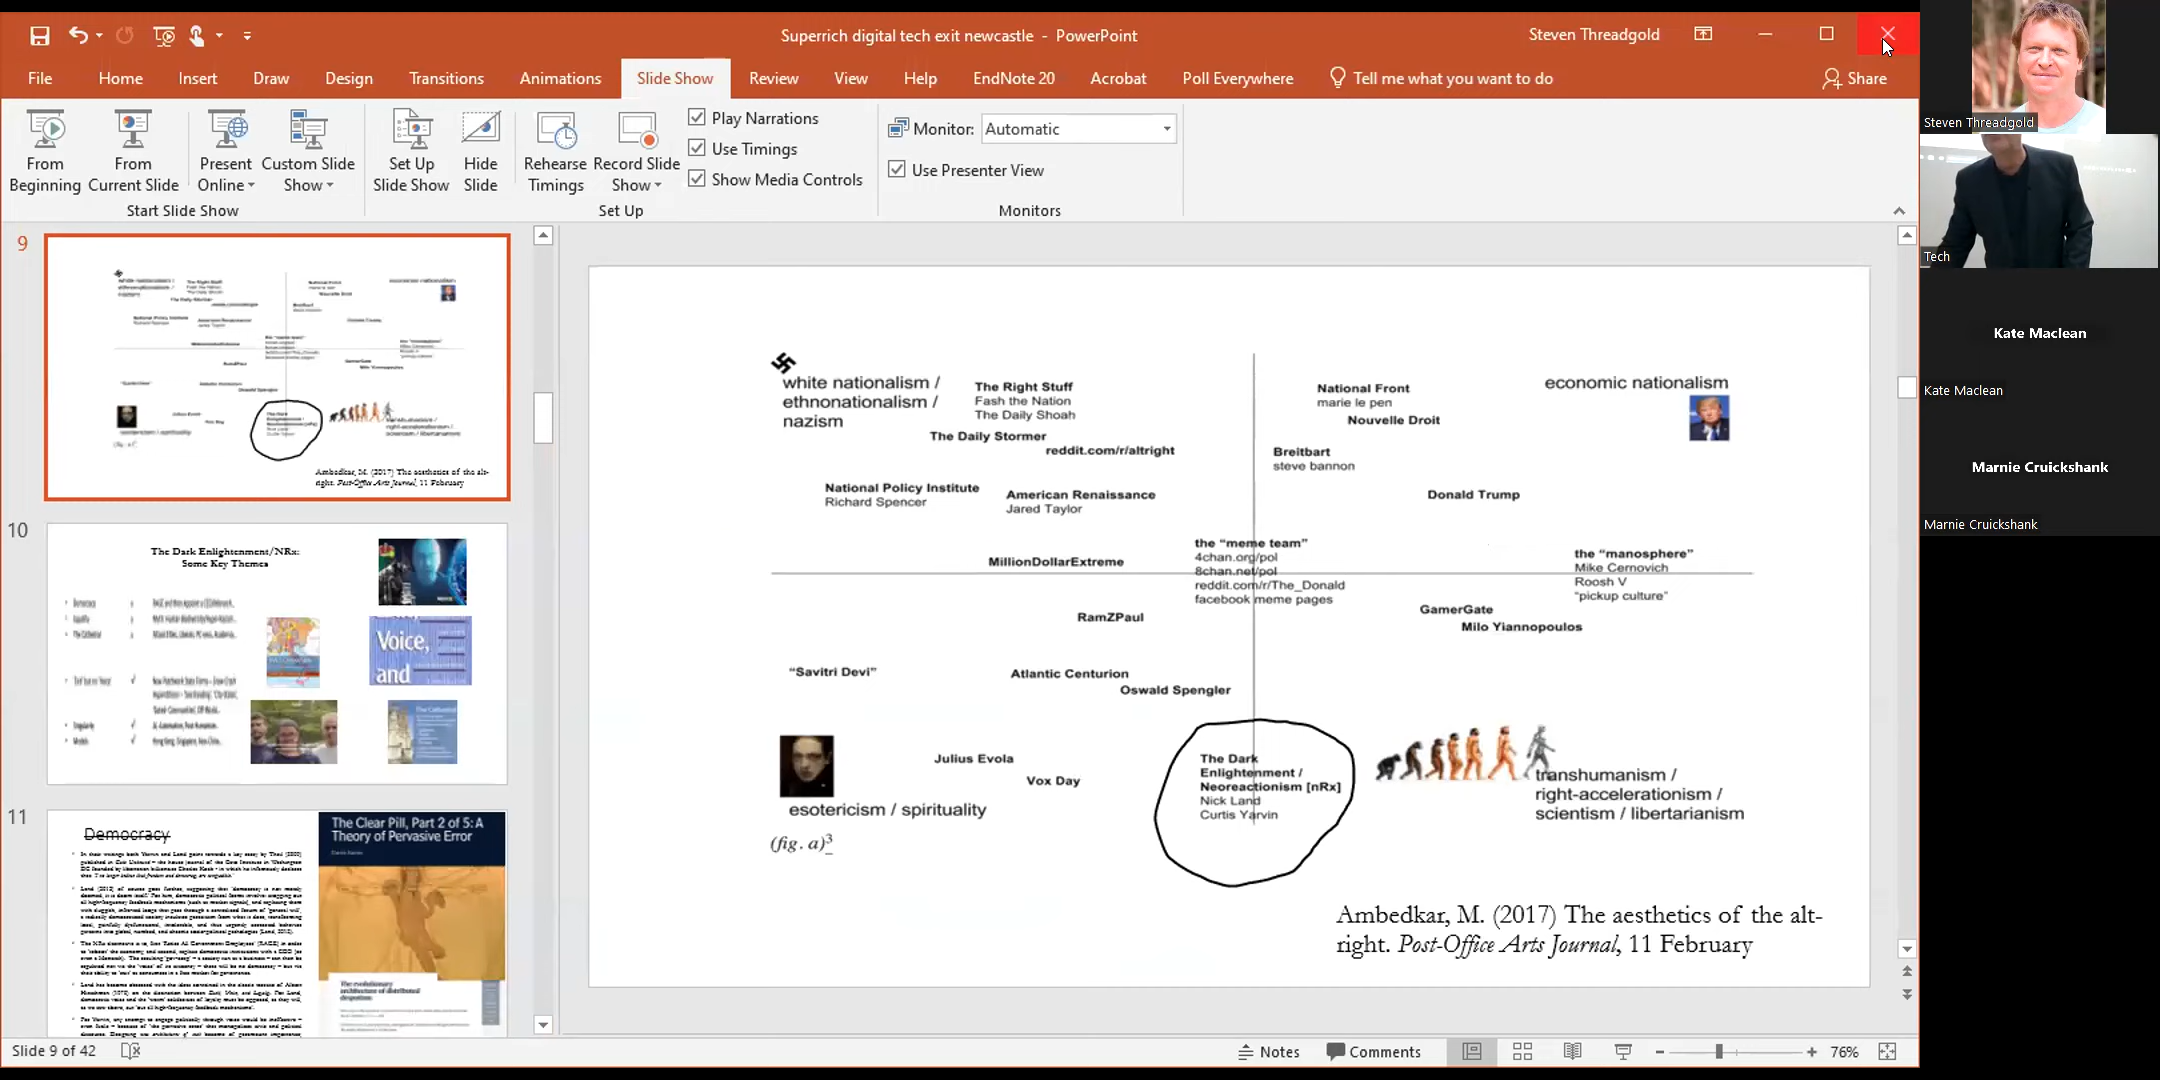 Superrich digital tech exit newcastle - PowerPoint
Steven Threadgold
File Home Insert Draw Design Transitions Animations Slide Show Review View Help EndNote 20 Acrobat Poll Everywhere Tell me what you want to do Share
From Beginning
From Current Slide
Present Online
Custom Slide Show
Start Slide Show
Set Up Slide Show
Hide Slide
Rehearse Timings
Record Slide Show
Play Narrations
Use Timings
Show Media Controls
Set Up
Monitor: Automatic
Use Presenter View
Monitors
9
10
The Dark Enlightenment/NRx:
Some Key Themes
Voice,
and
11
Democracy
The Clear Pill, Part 2 of 5: A
Theory of Pervasive Error
white nationalism /
ethnonationalism /
nazism
The Right Stuff
Fash the Nation
The Daily Shoah
The Daily Stormer
reddit.com/r/altright
National Policy Institute
Richard Spencer
American Renaissance
Jared Taylor
MillionDollarExtreme
National Front
marie le pen
Nouvelle Droit
Breitbart
steve bannon
economic nationalism
Donald Trump
the "meme team"
4chan.org/pol
8chan.net/pol
reddit.com/r/The_Donald
facebook meme pages
the "manosphere"
Mike Cernovich
Roosh V
"pickup culture"
GamerGate
Milo Yiannopoulos
RamZPaul
"Savitri Devi"
Atlantic Centurion
Oswald Spengler
Julius Evola
Vox Day
esotericism / spirituality
The Dark
Enlightenment /
Neoreactionism [nRx]
Nick Land
Curtis Yarvin
transhumanism /
right-accelerationism /
scientism / libertarianism
(fig. a)3
Ambedkar, M. (2017) The aesthetics of the alt-
right. Post-Office Arts Journal, 11 February
Slide 9 of 42
Notes Comments 76%
Steven Threadgold
Tech
Kate Maclean
Kate Maclean
Marnie Cruickshank
Marnie Cruickshank